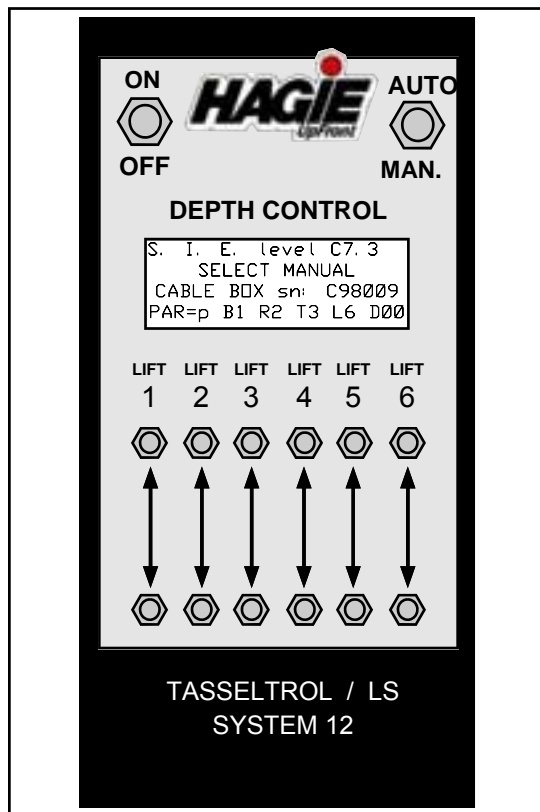 ON
OFF
HAGIE
UpFront
AUTO
MAN.
DEPTH CONTROL
S. I. E. level C7.3
SELECT MANUAL
CABLE BOX sn: C98009
PAR=p B1 R2 T3 L6 D00
LIFT LIFT LIFT LIFT LIFT LIFT
1 2 3 4 5 6
TASSELTROL / LS
SYSTEM 12